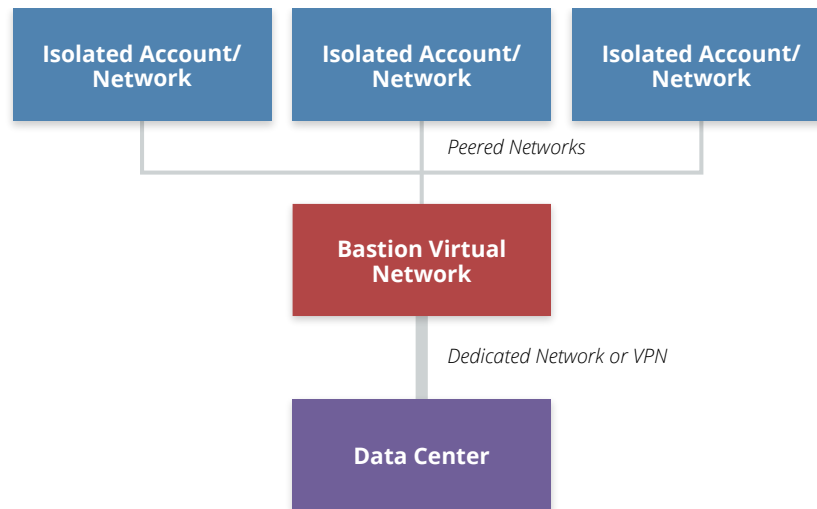 Isolated Account/
Network
Isolated Account/
Network
Isolated Account/
Network
Peered Networks
Bastion Virtual
Network
Dedicated Network or VPN
Data Center